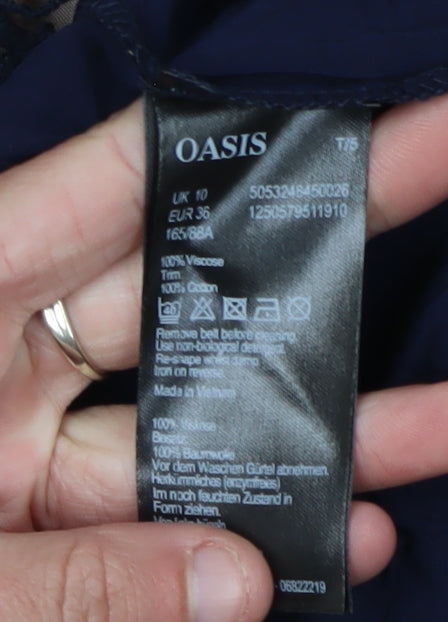 OASIS T/5
UK 10 5053248450026
EUR 36 1250579511910
165/88A
100% Viscose
Trim
100% Cotton
40
Remove belt before cleaning.
Use non-biological detergent.
Re-shape whilst damp
Iron on reverse.
Made in Vietnam
100% Viskose
Besatz:
100% Baumwolle
Vor dem Waschen Gürtel abnehmen.
Herkömmliches (enzymfreies)
Im noch feuchten Zustand in
Form ziehen.
06822219